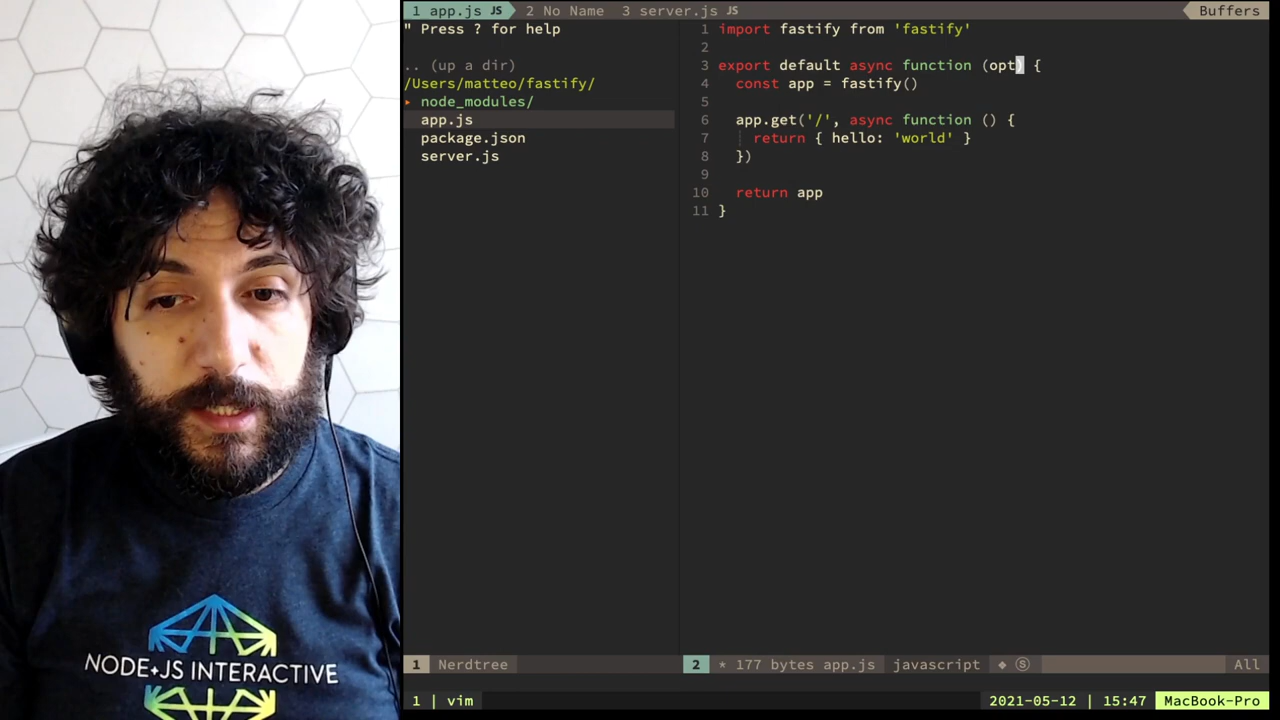 1 app.js JS 2 No Name 3 server.js JS Buffers
" Press ? for help
.. (up a dir)
/Users/matteo/fastify/
▸ node_modules/
app.js
package.json
server.js
1 import fastify from 'fastify'
2
3 export default async function (opt) {
4 const app = fastify()
5
6 app.get('/', async function () {
7 return { hello: 'world' }
8 })
9
10 return app
11 }
NODE+JS INTERACTIVE
1 Nerdtree
2 * 177 bytes app.js javascript ◆ Ⓢ All
1 | vim
2021-05-12 | 15:47 MacBook-Pro